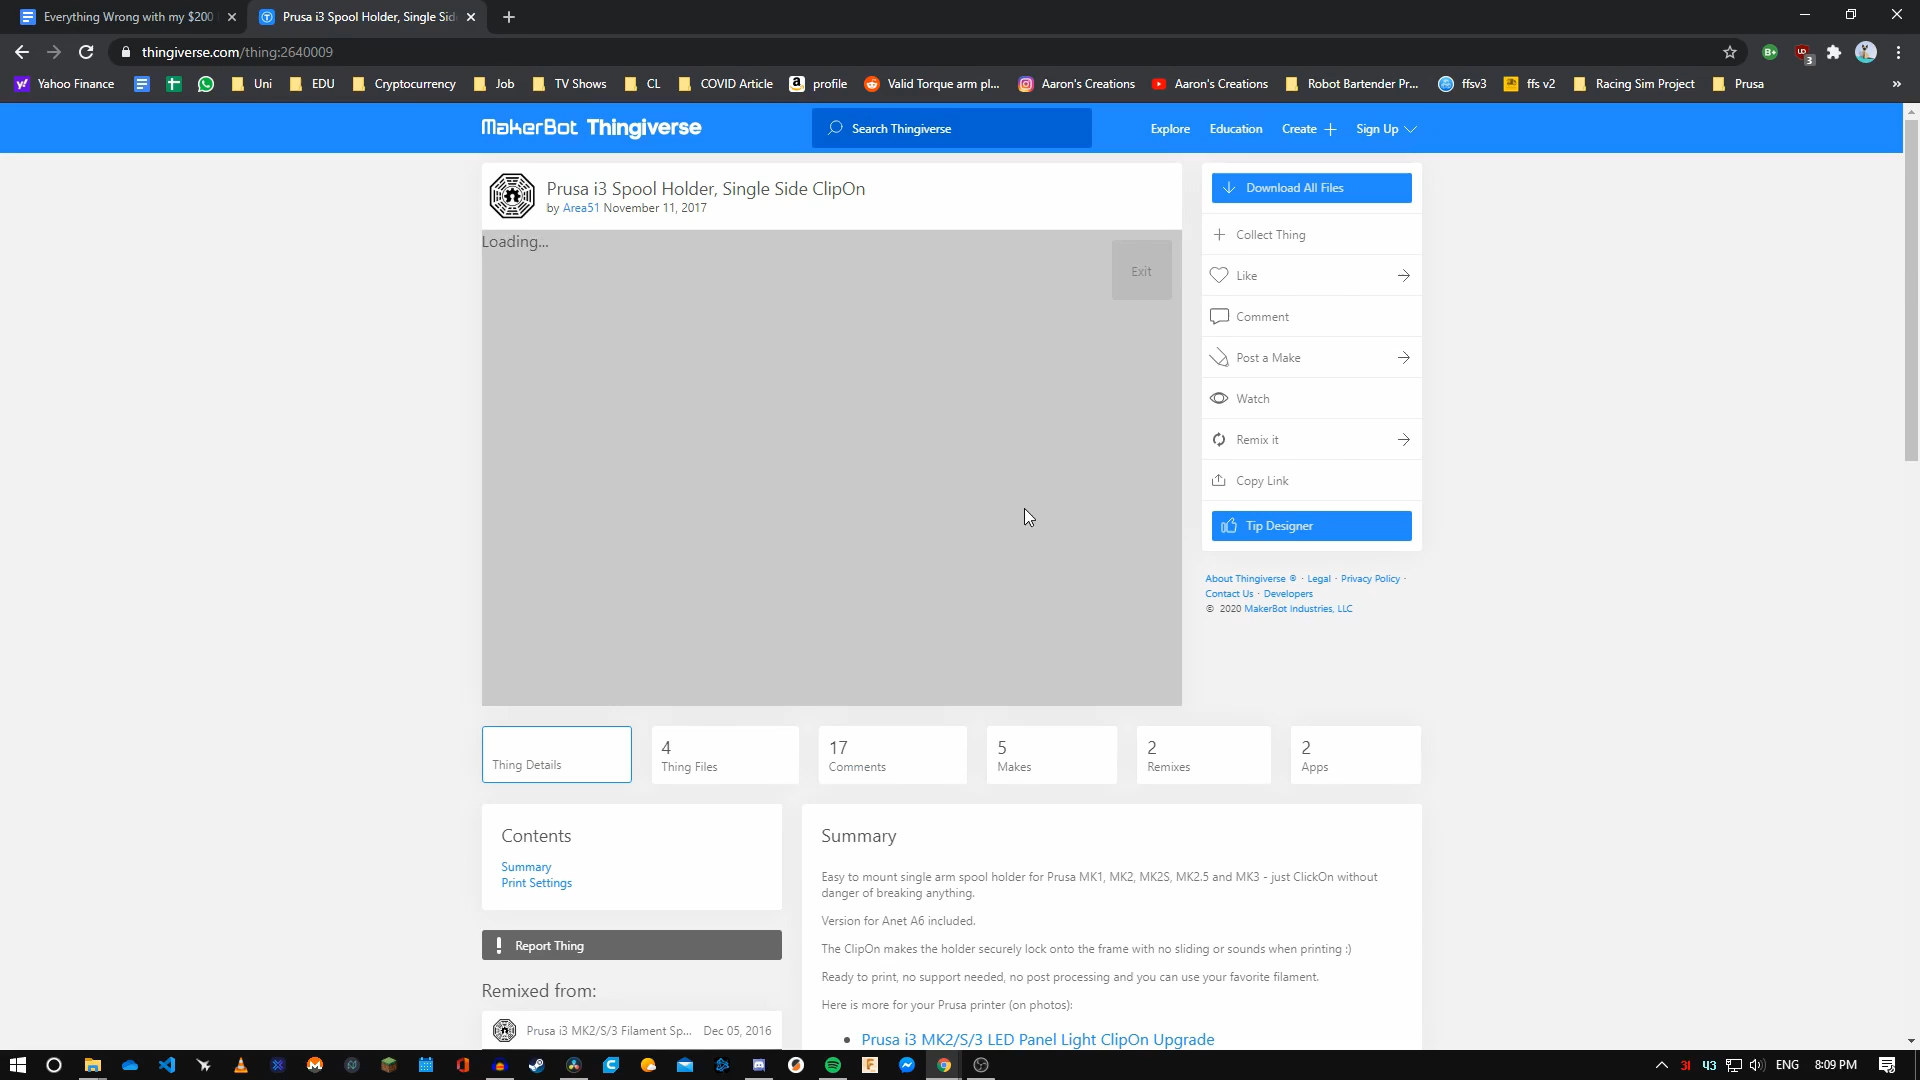 Everything Wrong with my $200
Prusa i3 Spool Holder, Single Sid
thingiverse.com/thing:2640009
3
Yahoo Finance
Uni
EDU
Cryptocurrency
Job
TV Shows
CL
COVID Article
profile
Valid Torque arm pl...
Aaron's Creations
Aaron's Creations
Robot Bartender Pr...
ffsv3
ffs v2
Racing Sim Project
Prusa
»
MakerBot Thingiverse
Search Thingiverse
Explore
Education
Create
Sign Up
Prusa i3 Spool Holder, Single Side ClipOn
by Area51 November 11, 2017
Loading...
Exit
Download All Files
Collect Thing
Like
Comment
Post a Make
Watch
Remix it
Copy Link
Tip Designer
About Thingiverse ® · Legal · Privacy Policy ·
Contact Us · Developers
© 2020 MakerBot Industries, LLC
Thing Details
4
Thing Files
17
Comments
5
Makes
2
Remixes
2
Apps
Contents
Summary
Print Settings
Report Thing
Remixed from:
Prusa i3 MK2/S/3 Filament Sp... Dec 05, 2016
Summary
Easy to mount single arm spool holder for Prusa MK1, MK2, MK2S, MK2.5 and MK3 - just ClickOn without
danger of breaking anything.
Version for Anet A6 included.
The ClipOn makes the holder securely lock onto the frame with no sliding or sounds when printing :)
Ready to print, no support needed, no post processing and you can use your favorite filament.
Here is more for your Prusa printer (on photos):
• Prusa i3 MK2/S/3 LED Panel Light ClipOn Upgrade
31
43
ENG
8:09 PM